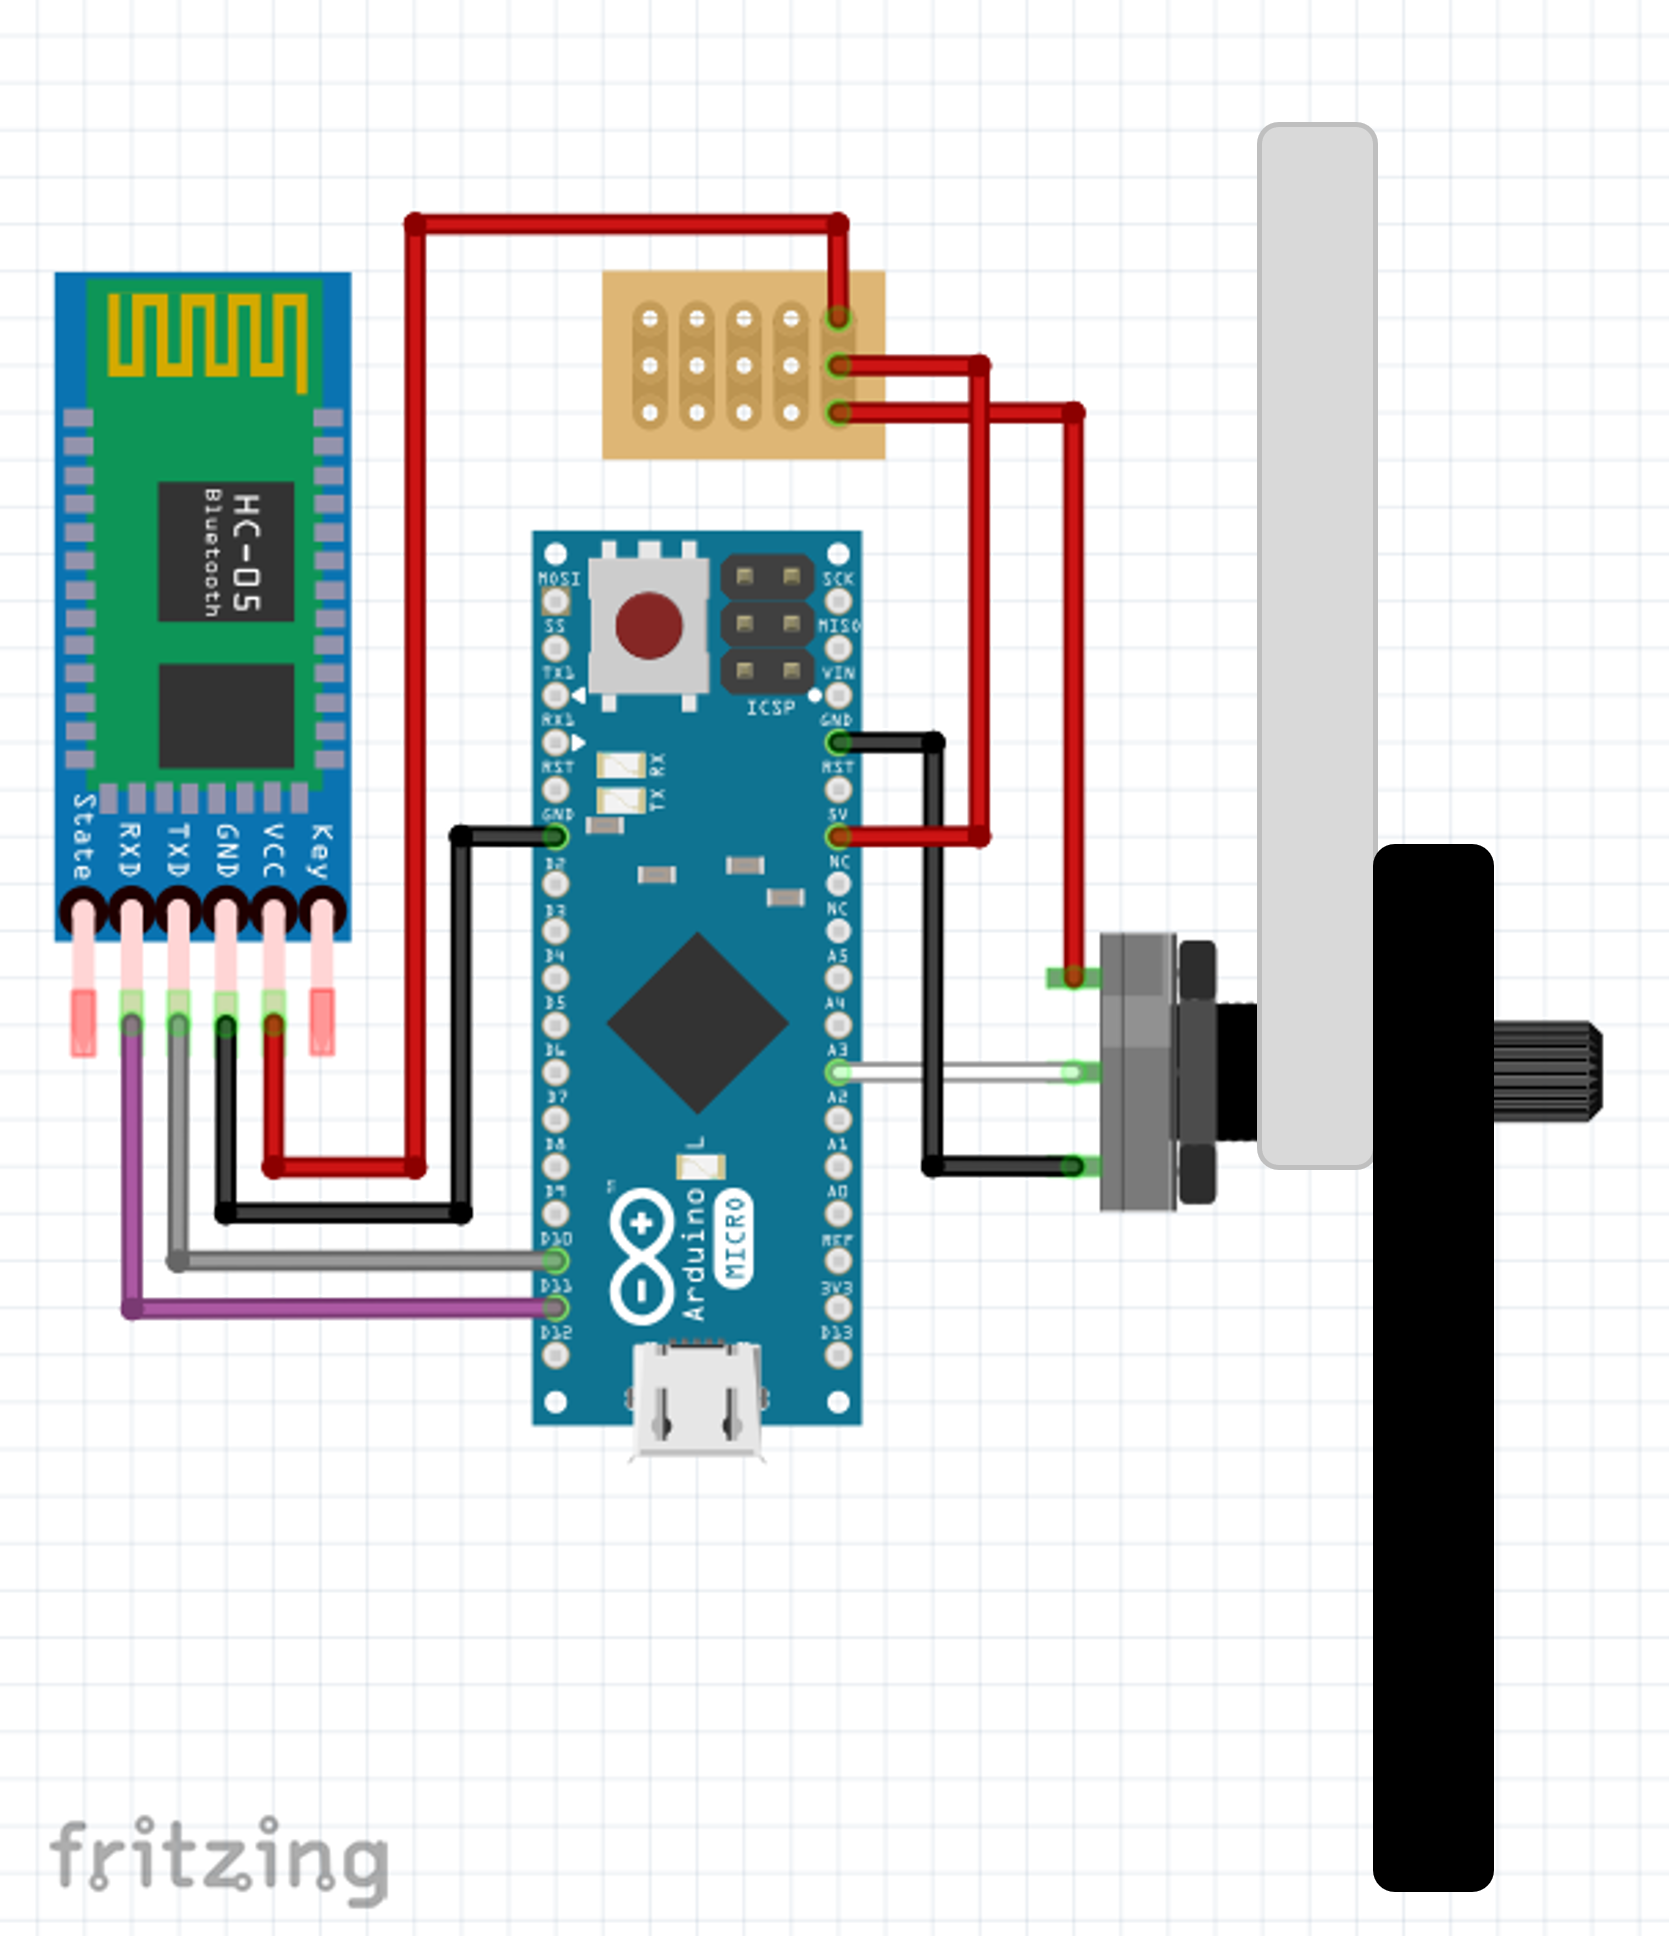 HC-05
Bluetooth
State
RXD
TXD
GND
VCC
Key
MOSI
SS
TX1
RX1
RST
GND
D2
D3
D4
D5
D6
D7
D8
D9
D10
D11
D12
SCK
MISO
VIN
GND
RST
5V
NC
NC
A5
A4
A3
A2
A1
A0
REF
3V3
D13
ICSP
RX
TX
L
Arduino
MICRO
fritzing